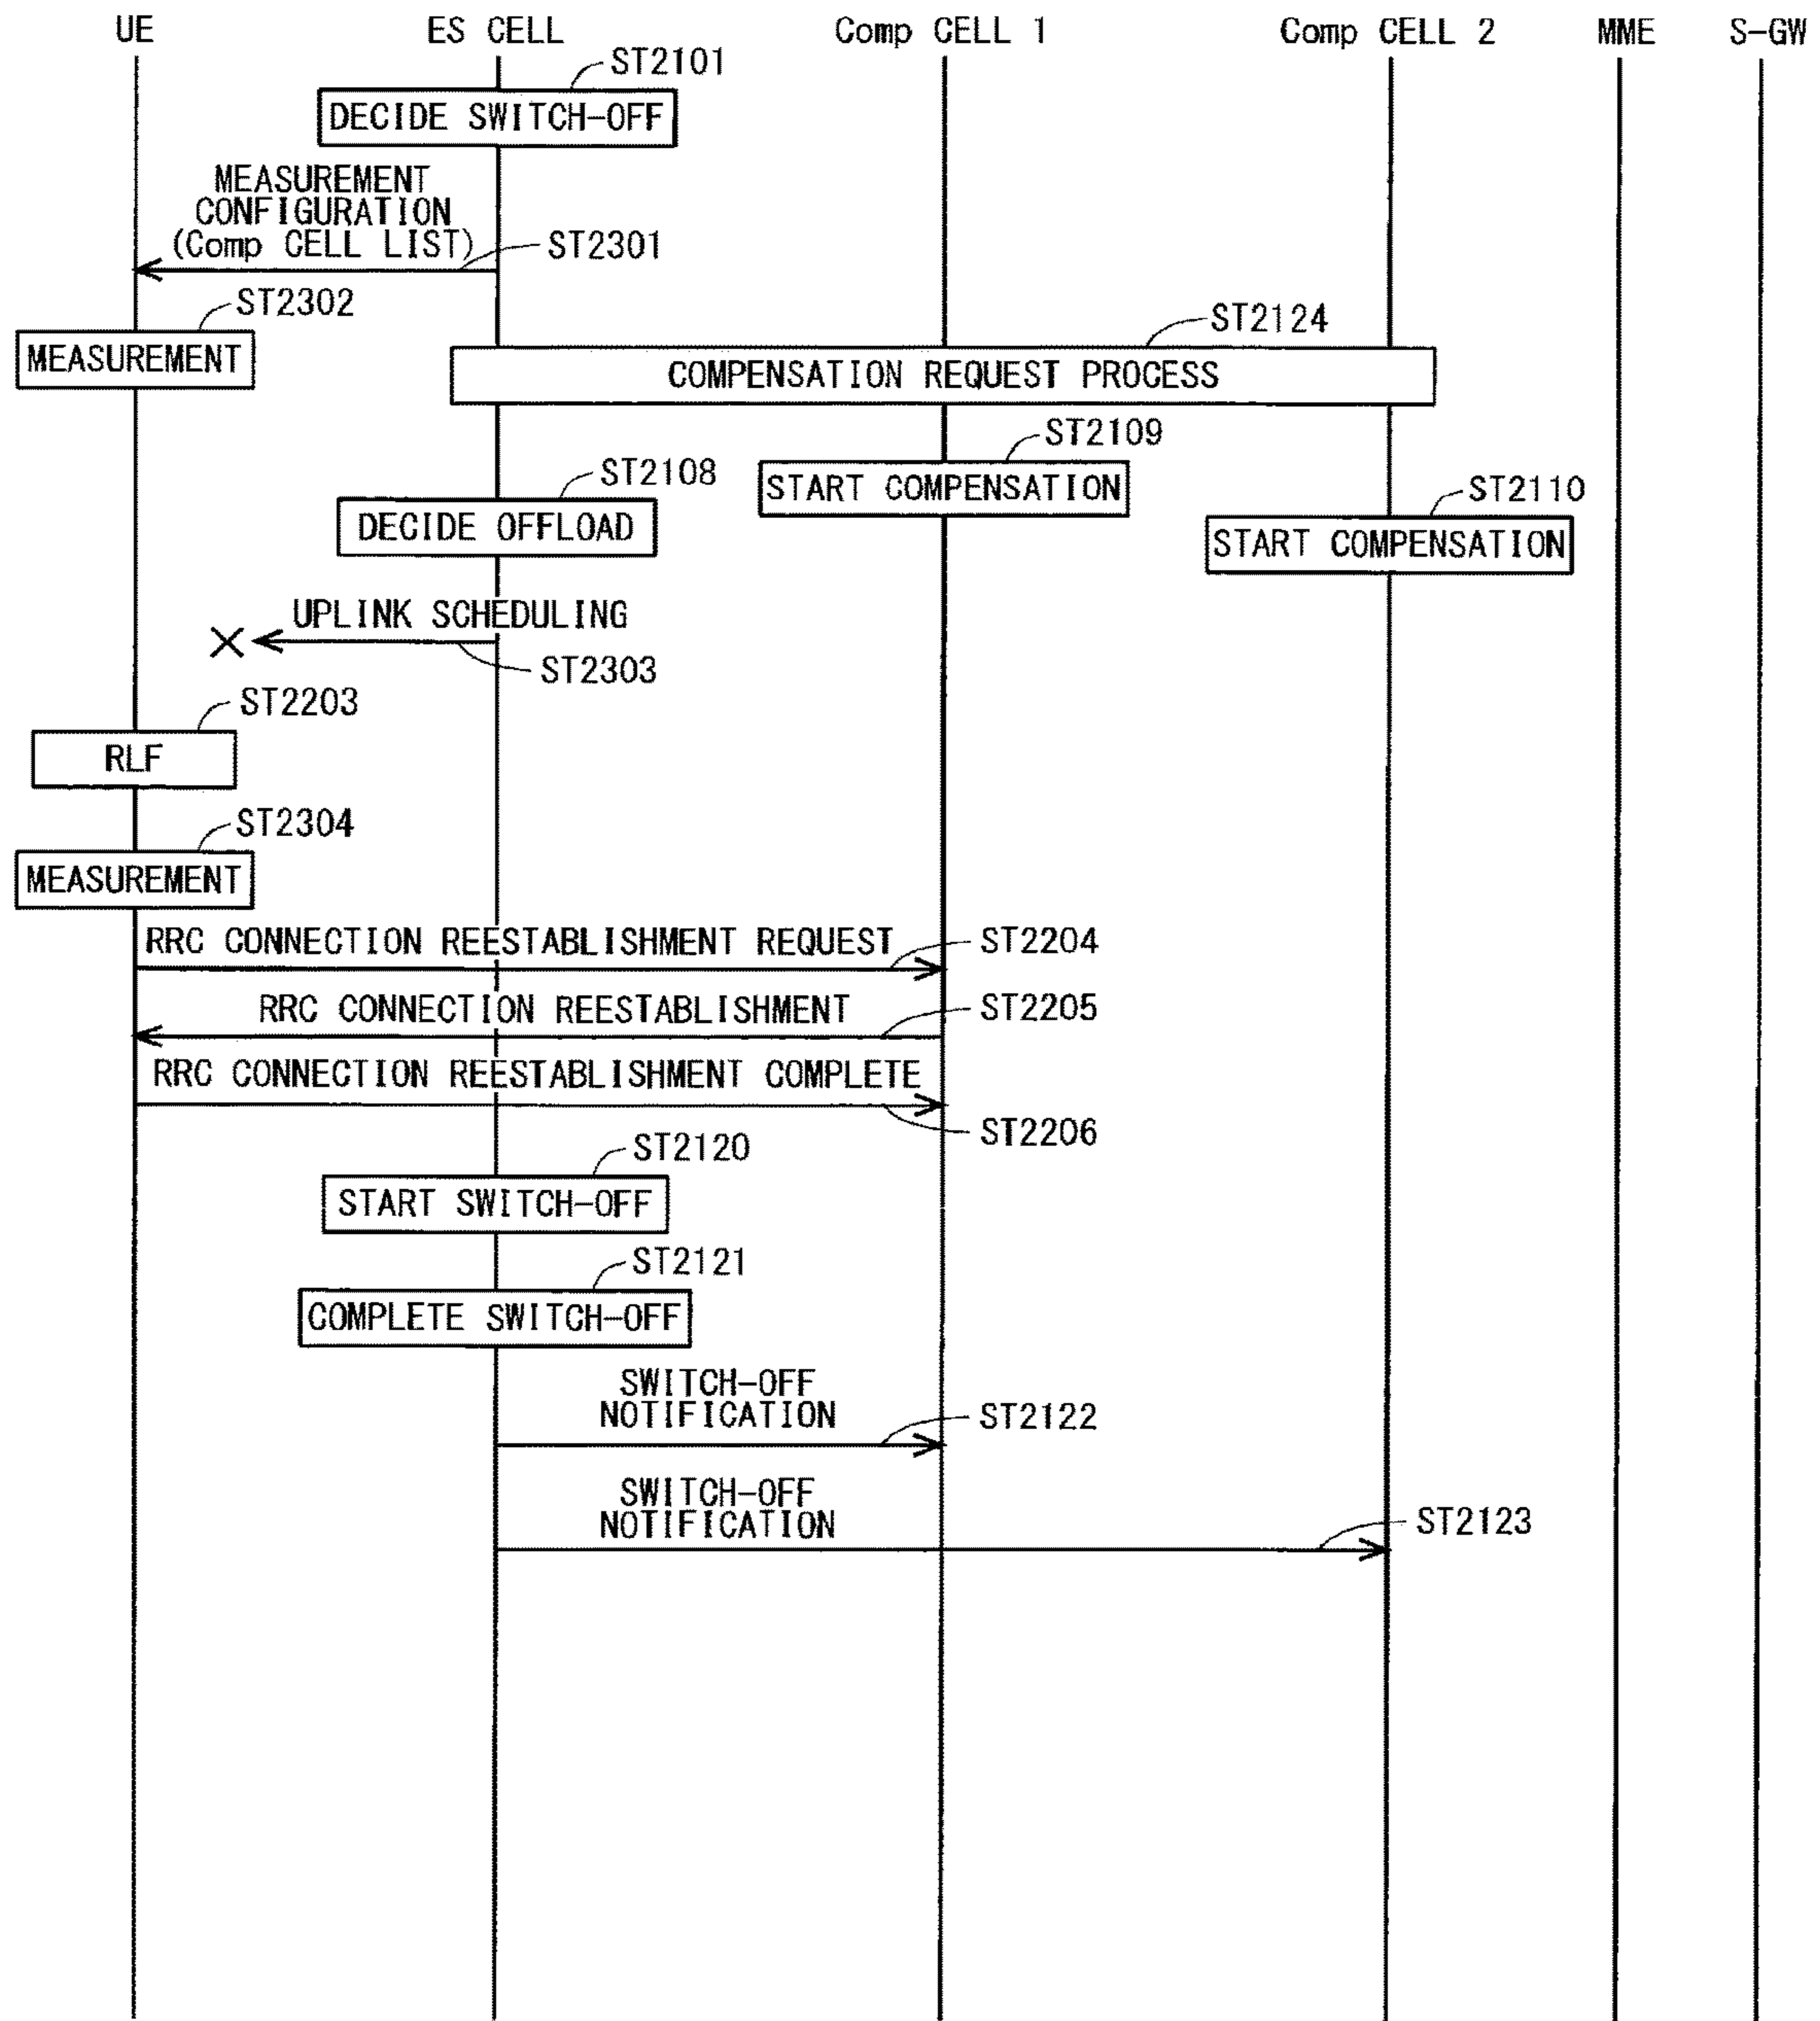 UE ES CELL Comp CELL 1 Comp CELL 2 MME S-GW
ST2101
DECIDE SWITCH-OFF
MEASUREMENT
CONFIGURATION
(Comp CELL LIST)
ST2301
ST2302
MEASUREMENT
ST2124
COMPENSATION REQUEST PROCESS
ST2109
START COMPENSATION
ST2108
DECIDE OFFLOAD
ST2110
START COMPENSATION
UPLINK SCHEDULING
ST2303
ST2203
RLF
ST2304
MEASUREMENT
RRC CONNECTION REESTABLISHMENT REQUEST
ST2204
RRC CONNECTION REESTABLISHMENT
ST2205
RRC CONNECTION REESTABLISHMENT COMPLETE
ST2206
ST2120
START SWITCH-OFF
ST2121
COMPLETE SWITCH-OFF
SWITCH-OFF
NOTIFICATION
ST2122
SWITCH-OFF
NOTIFICATION
ST2123